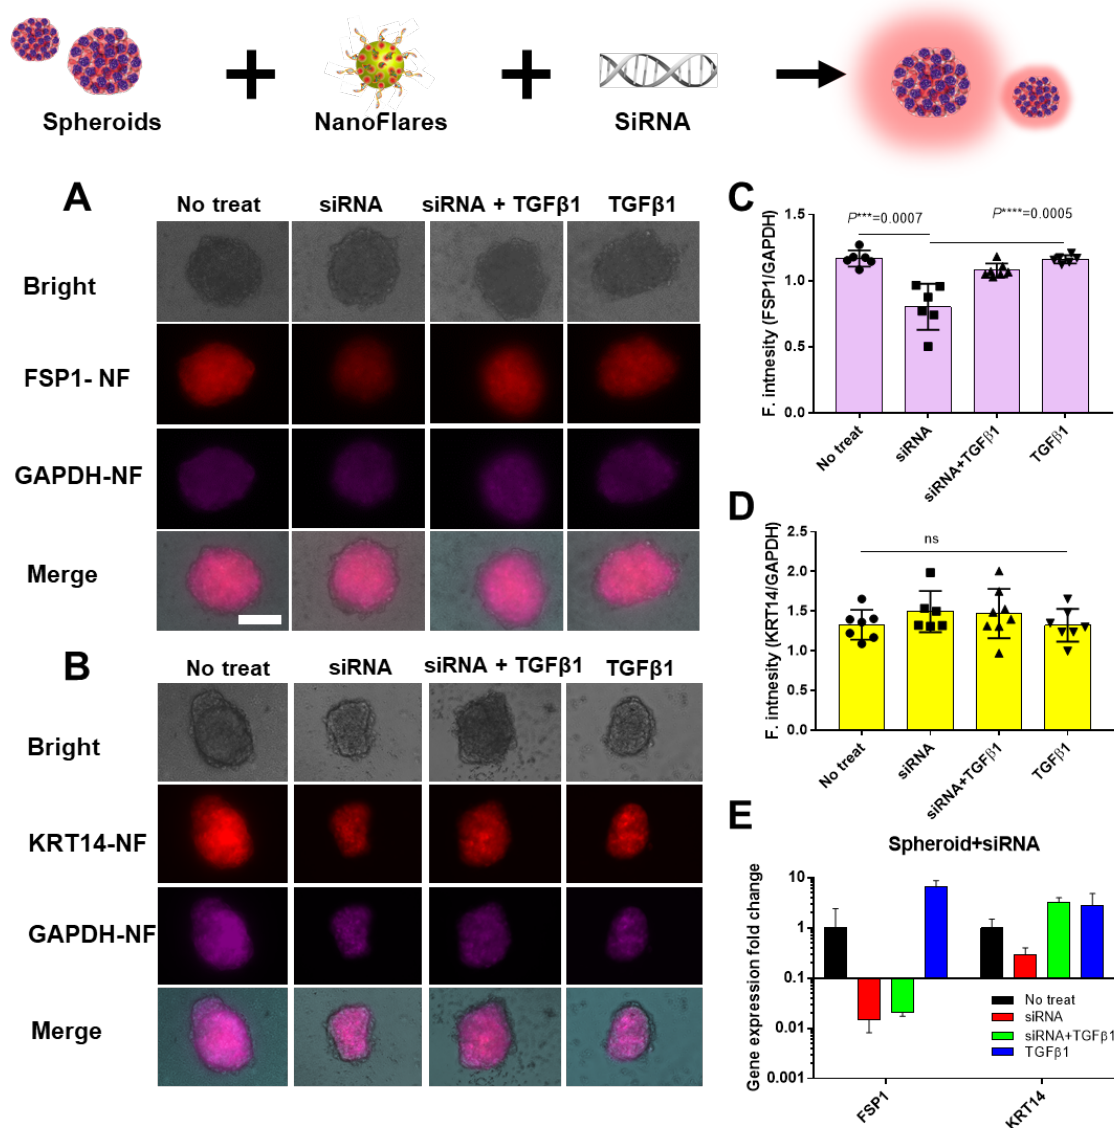 Spheroids
NanoFlares
SiRNA
A
No treat
siRNA
siRNA + TGFβ1
TGFβ1
Bright
FSP1- NF
GAPDH-NF
Merge
B
No treat
siRNA
siRNA + TGFβ1
TGFβ1
Bright
KRT14-NF
GAPDH-NF
Merge
C
P***=0.0007
P****=0.0005
F. intnesity (FSP1/GAPDH)
1.5
1.0
0.5
0.0
No treat
siRNA
siRNA+TGFβ1
TGFβ1
D
ns
F. intnesity (KRT14/GAPDH)
2.5
2.0
1.5
1.0
0.5
0.0
No treat
siRNA
siRNA+TGFβ1
TGFβ1
E
Spheroid+siRNA
Gene expression fold change
10
1
0.1
0.01
0.001
No treat
siRNA
siRNA+TGFβ1
TGFβ1
FSP1
KRT14